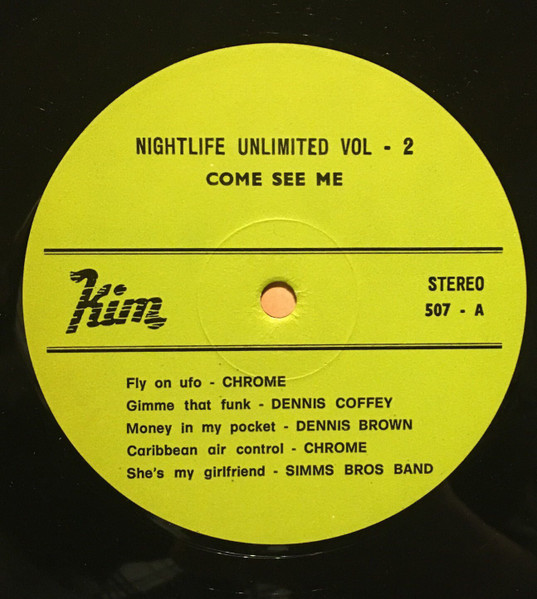 NIGHTLIFE UNLIMITED VOL - 2
COME SEE ME
Kim
STEREO
507 - A
Fly on ufo - CHROME
Gimme that funk - DENNIS COFFEY
Money in my pocket - DENNIS BROWN
Caribbean air control - CHROME
She's my girlfriend - SIMMS BROS BAND